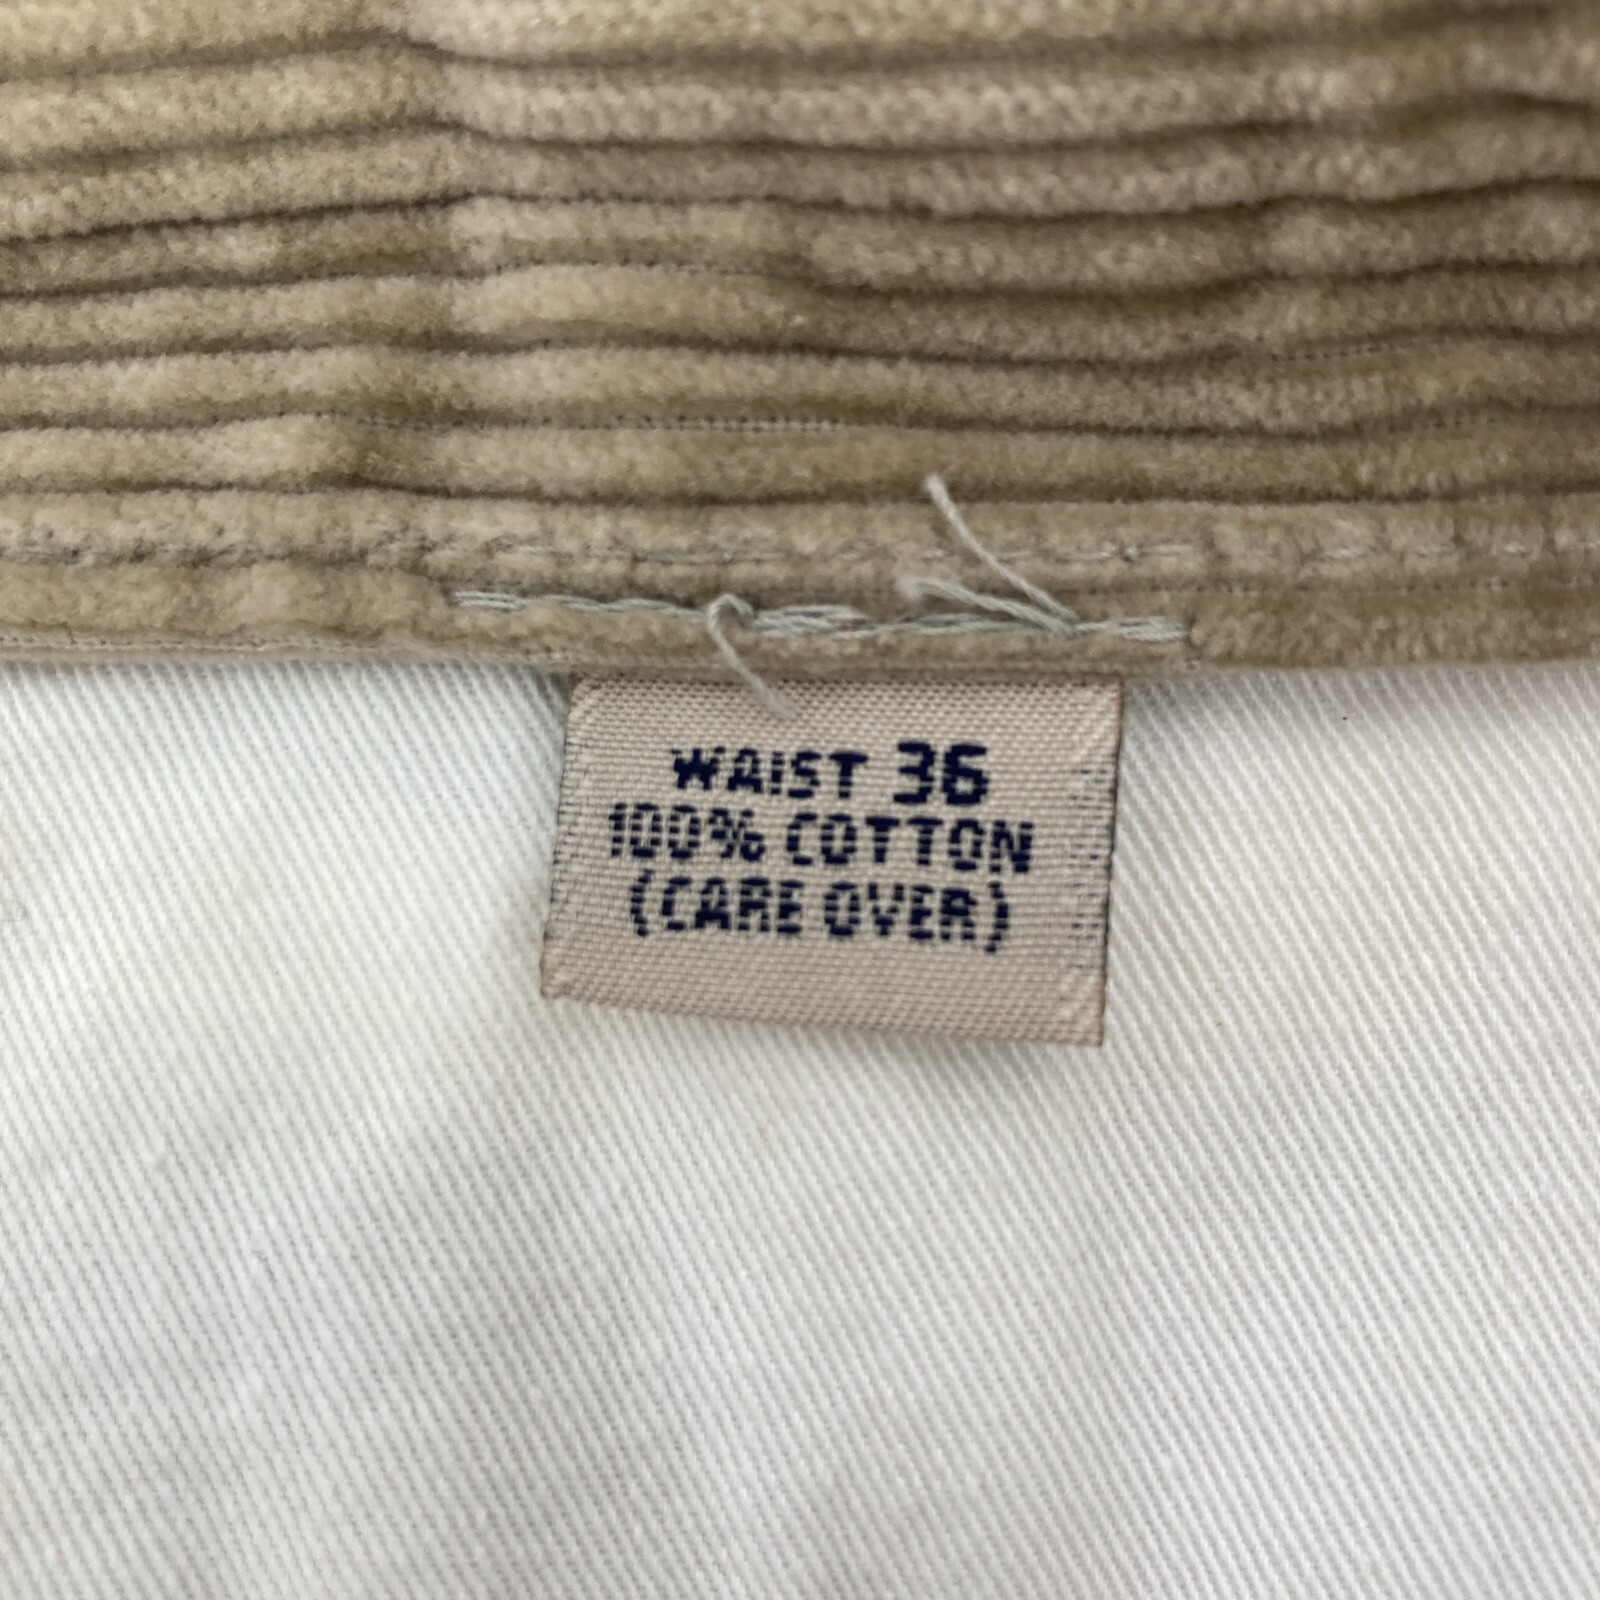 WAIST 36
100% COTTON
(CARE OVER)